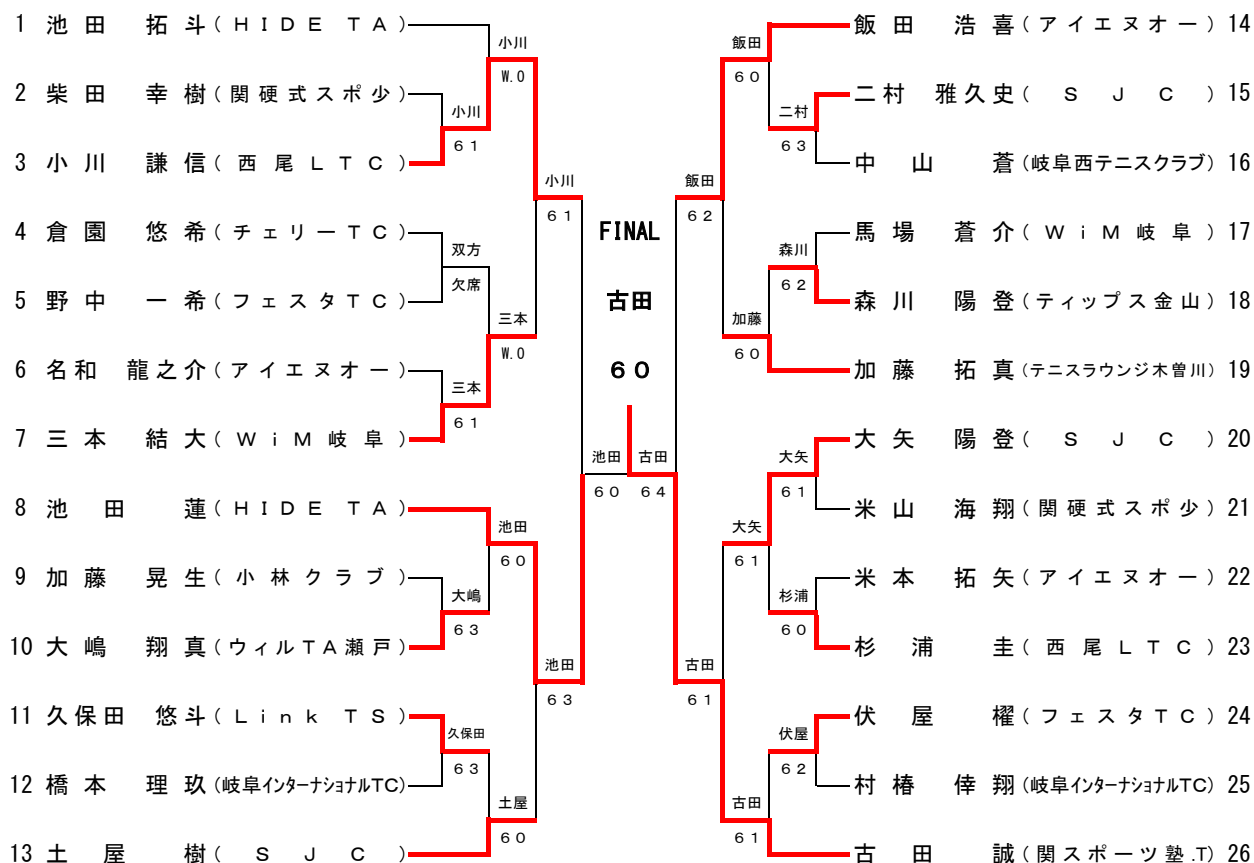 1 池田 拓斗(HIDE TA)
2 柴田 幸樹(関硬式スポ少)
3 小川 謙信(西尾LTC)
4 倉園 悠希(チェリーTC)
5 野中 一希(フェスタTC)
6 名和 龍之介(アイエヌオー)
7 三本 結大(WiM岐阜)
8 池田 蓮(HIDE TA)
9 加藤 晃生(小林クラブ)
10 大嶋 翔真(ウィルTA瀬戸)
11 久保田 悠斗(Link TS)
12 橋本 理玖(岐阜インターナショナルTC)
13 土屋 樹(SJC)
小川
61
双方
欠席
三本
61
大嶋
63
久保田
63
小川
W.0
三本
W.0
池田
60
土屋
60
小川
61
池田
63
池田
60
FINAL
古田
60
古田
64
飯田
62
古田
61
飯田
60
加藤
60
大矢
61
古田
61
二村
63
森川
62
大矢
61
杉浦
60
伏屋
62
飯田 浩喜(アイエヌオー) 14
二村 雅久史(SJC) 15
中山 蒼(岐阜西テニスクラブ) 16
馬場 蒼介(WiM岐阜) 17
森川 陽登(ティップス金山) 18
加藤 拓真(テニスラウンジ木曽川) 19
大矢 陽登(SJC) 20
米山 海翔(関硬式スポ少) 21
米本 拓矢(アイエヌオー) 22
杉浦 圭(西尾LTC) 23
伏屋 櫂(フェスタTC) 24
村椿 倖翔(岐阜インターナショナルTC) 25
古田 誠(関スポーツ塾.T) 26